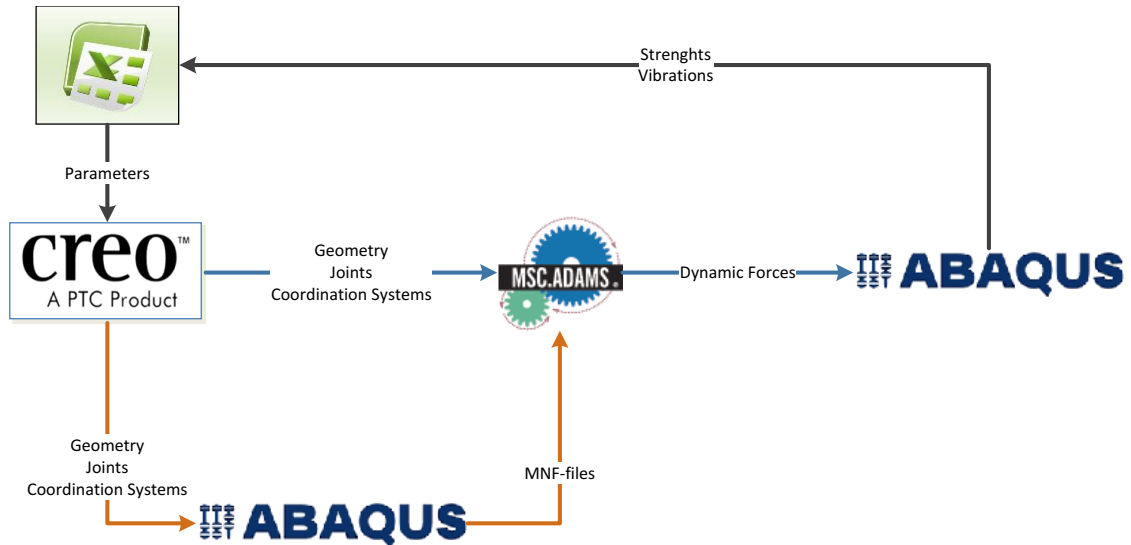 Strenghts
Vibrations
Parameters
creo™
A PTC Product
Geometry
Joints
Coordination Systems
MSC.ADAMS®
Dynamic Forces
ABAQUS
Geometry
Joints
Coordination Systems
MNF-files
ABAQUS